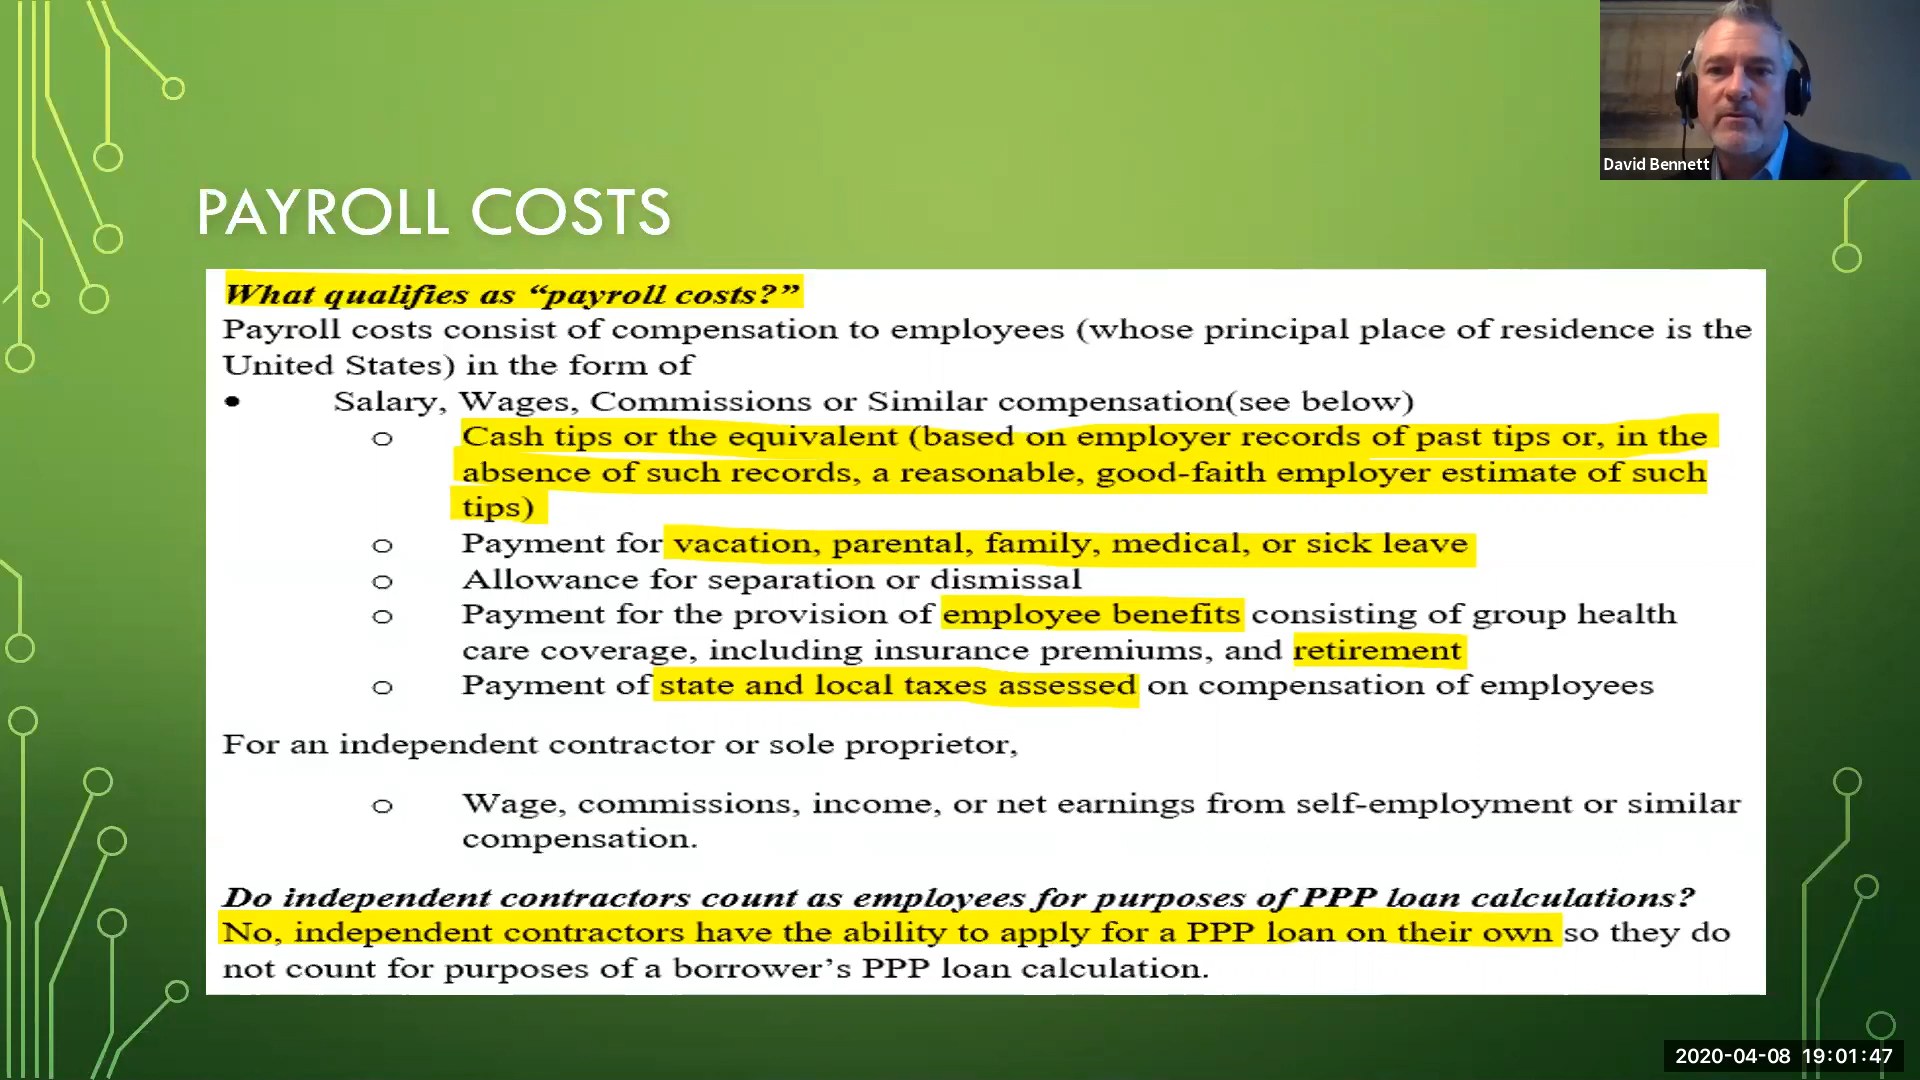 David Bennett
PAYROLL COSTS
What qualifies as “payroll costs?”
Payroll costs consist of compensation to employees (whose principal place of residence is the
United States) in the form of
• Salary, Wages, Commissions or Similar compensation(see below)
o Cash tips or the equivalent (based on employer records of past tips or, in the
absence of such records, a reasonable, good-faith employer estimate of such
tips)
o Payment for vacation, parental, family, medical, or sick leave
o Allowance for separation or dismissal
o Payment for the provision of employee benefits consisting of group health
care coverage, including insurance premiums, and retirement
o Payment of state and local taxes assessed on compensation of employees
For an independent contractor or sole proprietor,
o Wage, commissions, income, or net earnings from self-employment or similar
compensation.
Do independent contractors count as employees for purposes of PPP loan calculations?
No, independent contractors have the ability to apply for a PPP loan on their own so they do
not count for purposes of a borrower’s PPP loan calculation.
2020-04-08 19:01:47